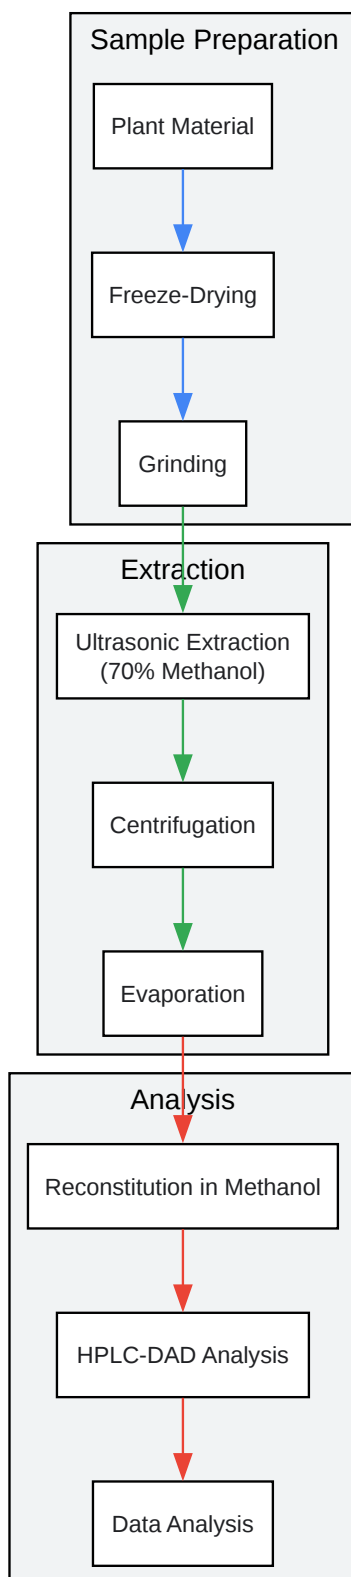 Sample Preparation
Plant Material
Freeze-Drying
Grinding
Extraction
Ultrasonic Extraction
(70% Methanol)
Centrifugation
Evaporation
Analysis
Reconstitution in Methanol
HPLC-DAD Analysis
Data Analysis